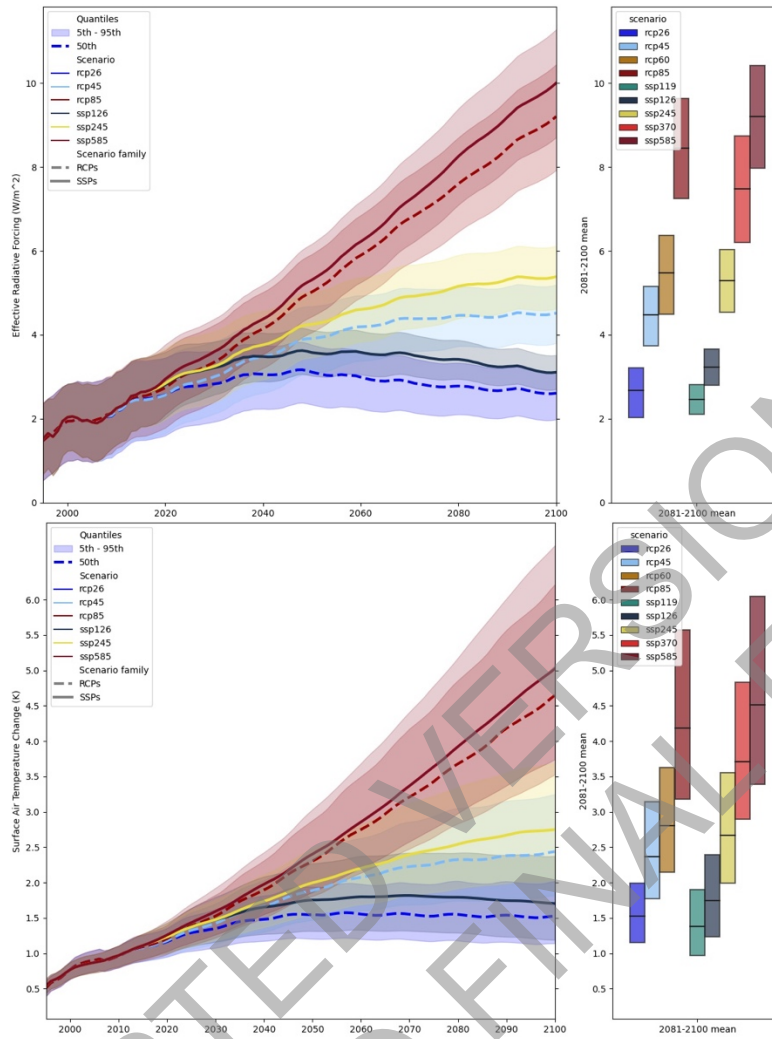 Quantiles
5th - 95th
50th
Scenario
rcp26
rcp45
rcp85
ssp126
ssp245
ssp585
Scenario family
RCPs
SSPs
Effective Radiative Forcing (W/m^2)
10
8
6
4
2
0
2000
2020
2040
2060
2080
2100
scenario
rcp26
rcp45
rcp60
rcp85
ssp119
ssp126
ssp245
ssp370
ssp585
2081-2100 mean
10
8
6
4
2
0
2081-2100 mean
Quantiles
5th - 95th
50th
Scenario
rcp26
rcp45
rcp85
ssp126
ssp245
ssp585
Scenario family
RCPs
SSPs
Surface Air Temperature Change (K)
6.0
5.5
5.0
4.5
4.0
3.5
3.0
2.5
2.0
1.5
1.0
0.5
2000
2010
2020
2030
2040
2050
2060
2070
2080
2090
2100
scenario
rcp26
rcp45
rcp60
rcp85
ssp119
ssp126
ssp245
ssp370
ssp585
2081-2100 mean
6.0
5.5
5.0
4.5
4.0
3.5
3.0
2.5
2.0
1.5
1.0
0.5
2081-2100 mean
VERSION
FINAL